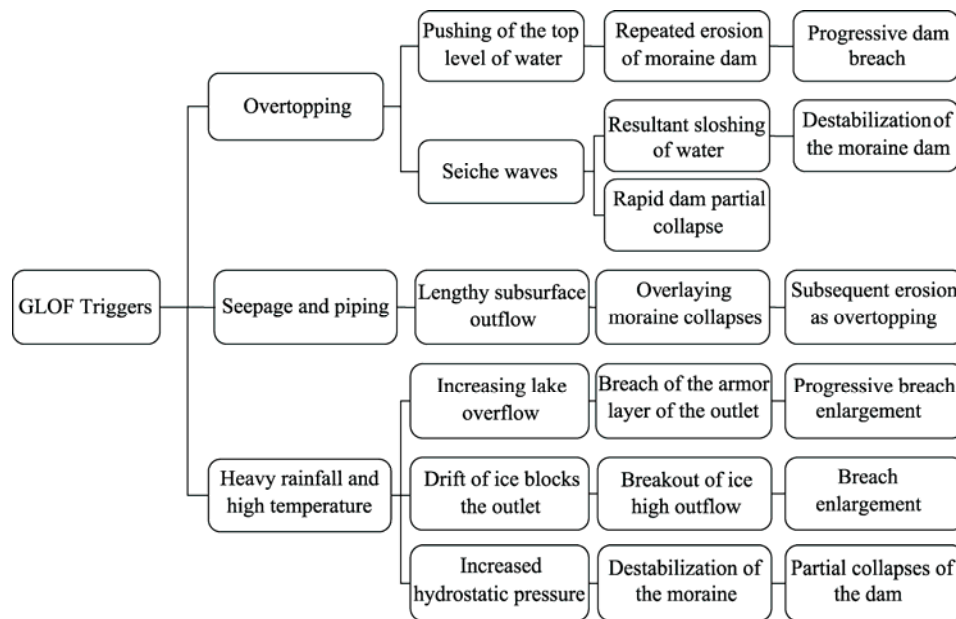 Pushing of the top
level of water
Repeated erosion
of moraine dam
Progressive dam
breach
Overtopping
Resultant sloshing
of water
Destabilization of
the moraine dam
Seiche waves
Rapid dam partial
collapse
GLOF Triggers
Seepage and piping
Lengthy subsurface
outflow
Overlaying
moraine collapses
Subsequent erosion
as overtopping
Increasing lake
overflow
Breach of the armor
layer of the outlet
Progressive breach
enlargement
Heavy rainfall and
high temperature
Drift of ice blocks
the outlet
Breakout of ice
high outflow
Breach
enlargement
Increased
hydrostatic pressure
Destabilization of
the moraine
Partial collapses of
the dam